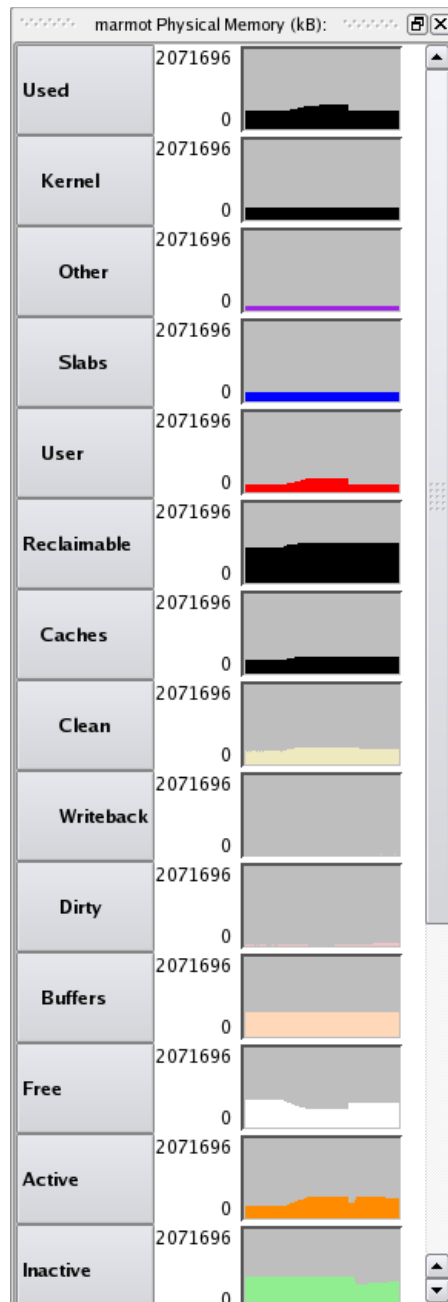 marmot Physical Memory (kB):
2071696
Used
0
2071696
Kernel
0
2071696
Other
0
2071696
Slabs
0
2071696
User
0
2071696
Reclaimable
0
2071696
Caches
0
2071696
Clean
0
2071696
Writeback
0
2071696
Dirty
0
2071696
Buffers
0
2071696
Free
0
2071696
Active
0
2071696
Inactive
0